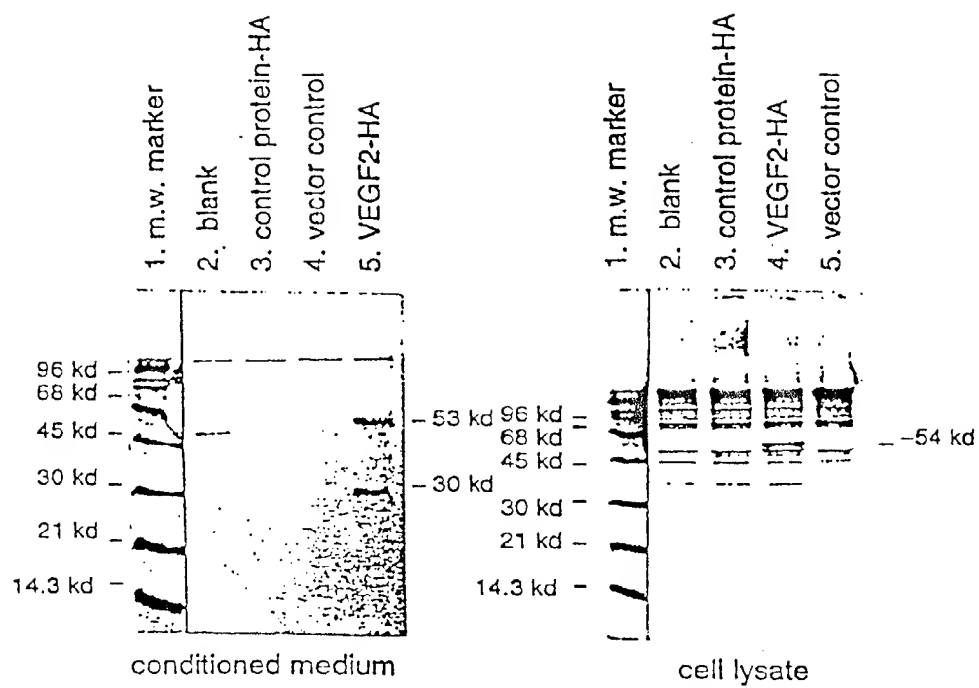 1. m.w. marker
2. blank
3. control protein-HA
4. vector control
5. VEGF2-HA
96 kd
68 kd
45 kd
30 kd
21 kd
14.3 kd
-53 kd
-30 kd
conditioned medium
1. m.w. marker
2. blank
3. control protein-HA
4. VEGF2-HA
5. vector control
96 kd
68 kd
45 kd
30 kd
21 kd
14.3 kd
-54 kd
cell lysate